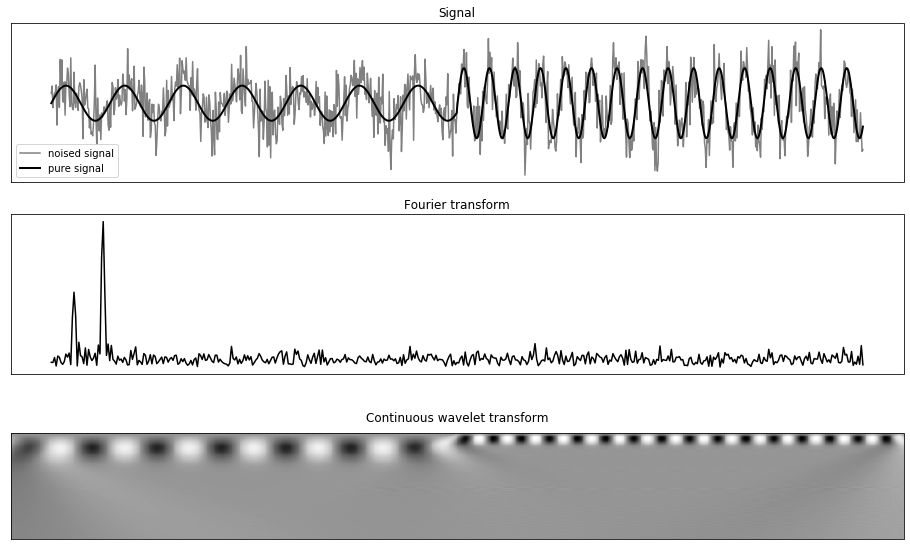 Signal
noised signal
pure signal
Fourier transform
Continuous wavelet transform